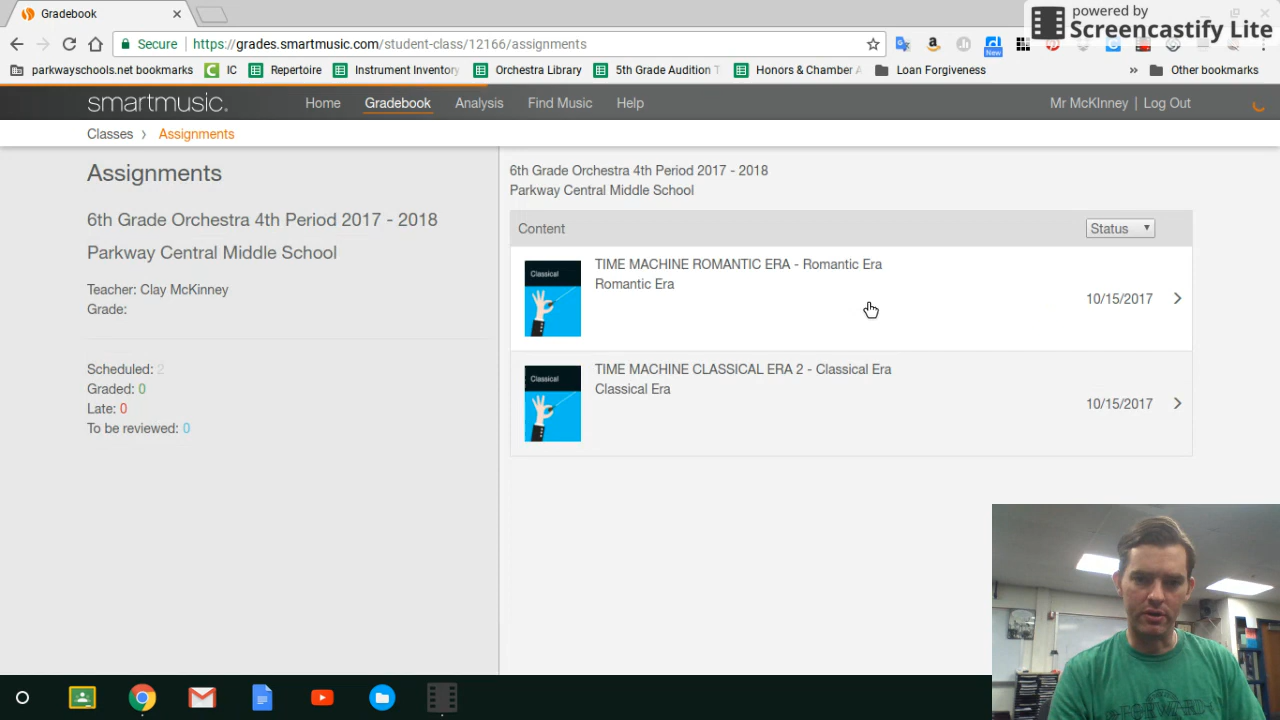 Gradebook
powered by
Screencastify Lite
Secure https://grades.smartmusic.com/student-class/12166/assignments
New
parkwayschools.net bookmarks IC Repertoire Instrument Inventory Orchestra Library 5th Grade Audition T Honors & Chamber A Loan Forgiveness » Other bookmarks
smartmusic. Home Gradebook Analysis Find Music Help Mr McKInney | Log Out
Classes > Assignments
Assignments
6th Grade Orchestra 4th Period 2017 - 2018
Parkway Central Middle School
Teacher: Clay McKinney
Grade:
Scheduled: 2
Graded: 0
Late: 0
To be reviewed: 0
6th Grade Orchestra 4th Period 2017 - 2018
Parkway Central Middle School
Content Status
Classical
TIME MACHINE ROMANTIC ERA - Romantic Era
Romantic Era
10/15/2017
Classical
TIME MACHINE CLASSICAL ERA 2 - Classical Era
Classical Era
10/15/2017